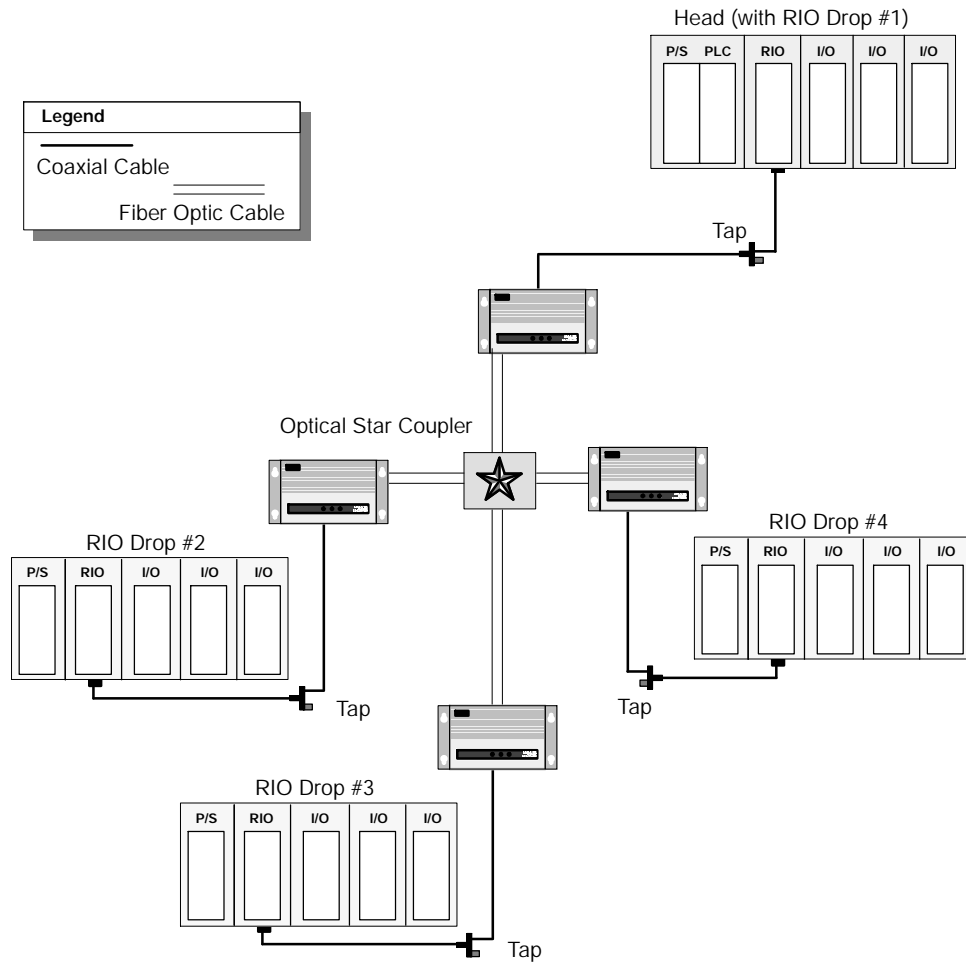 Head (with RIO Drop #1)
P/S PLC RIO I/O I/O I/O
Legend
Coaxial Cable
Fiber Optic Cable
Tap
Optical Star Coupler
RIO Drop #2
P/S RIO I/O I/O I/O
Tap
RIO Drop #4
P/S RIO I/O I/O I/O
Tap
RIO Drop #3
P/S RIO I/O I/O I/O
Tap